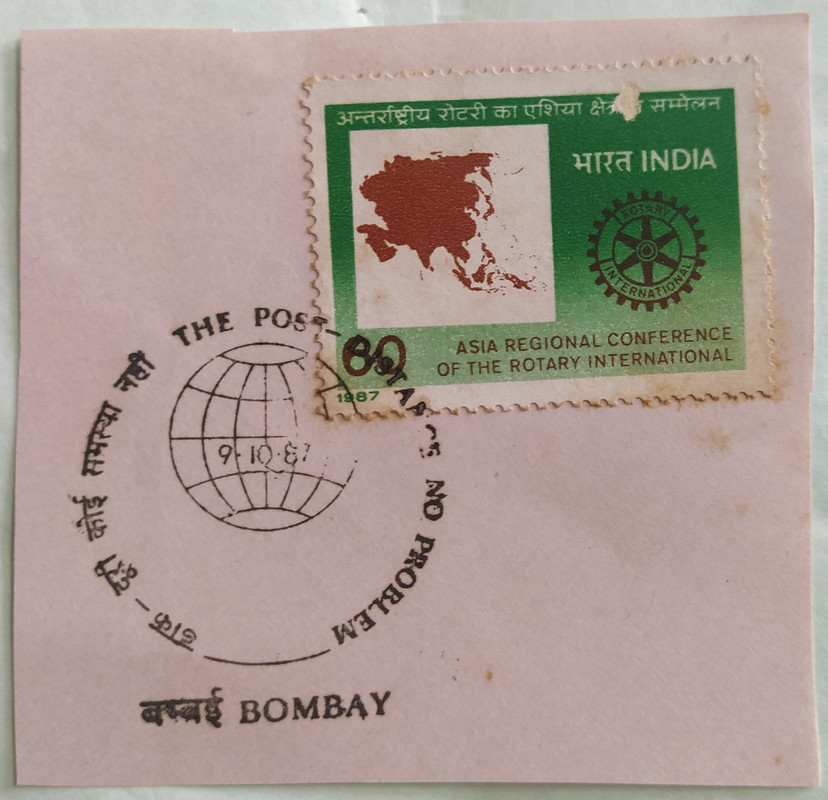 अन्तर्राष्ट्रीय रोटरी का एशिया सम्मेलन
भारत INDIA
ROTARY
INTERNATIONAL
60
ASIA REGIONAL CONFERENCE
OF THE ROTARY INTERNATIONAL
1987
THE POST- NO PROBLEM
डाक - दूरी कोई समस्या नहीं
9·10·87
बम्बई BOMBAY